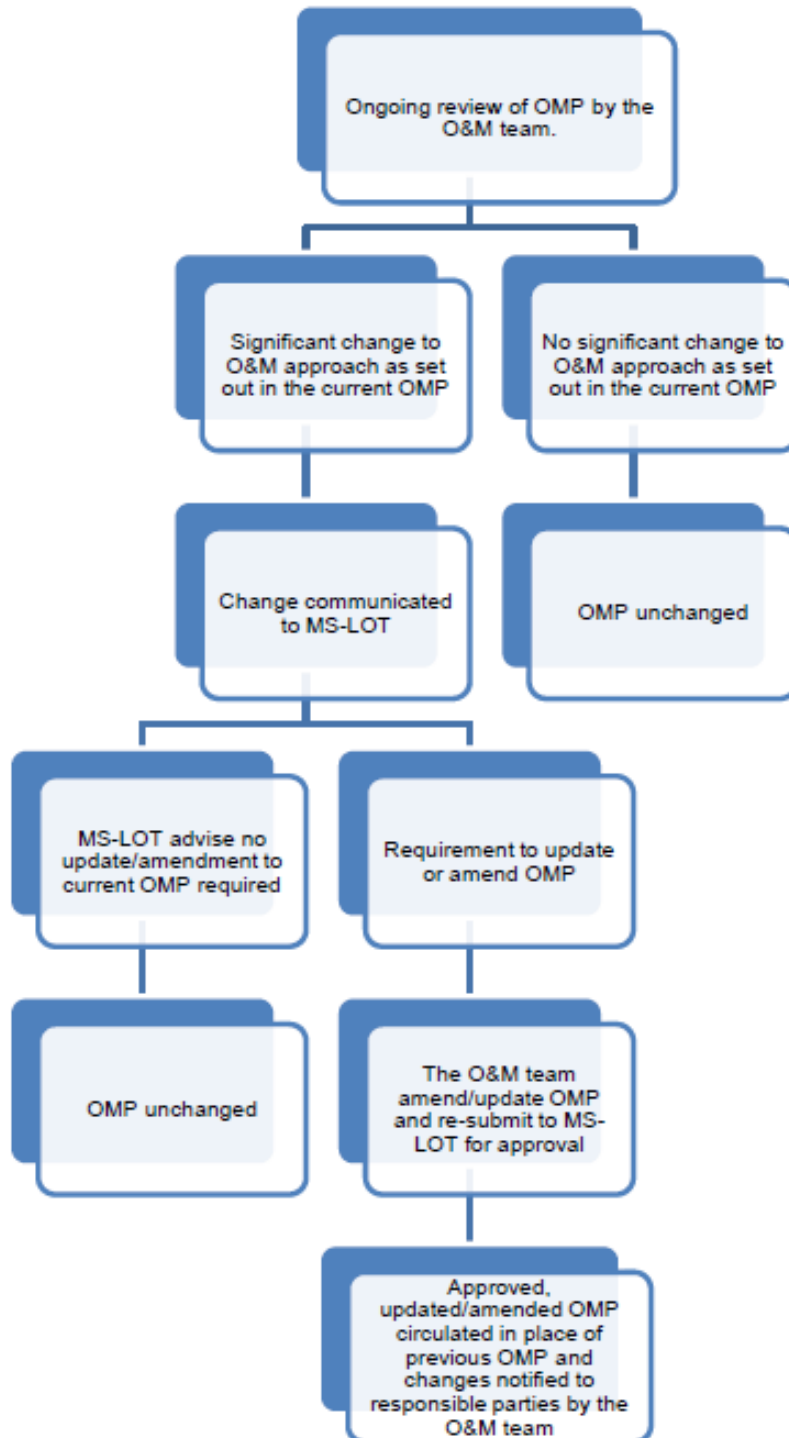 Ongoing review of OMP by the
O&M team.
Significant change to
O&M approach as set
out in the current OMP
No significant change to
O&M approach as set
out in the current OMP
Change communicated
to MS-LOT
OMP unchanged
MS-LOT advise no
update/amendment to
current OMP required
Requirement to update
or amend OMP
OMP unchanged
The O&M team
amend/update OMP
and re-submit to MS-
LOT for approval
Approved,
updated/amended OMP
circulated in place of
previous OMP and
changes notified to
responsible parties by the
O&M team